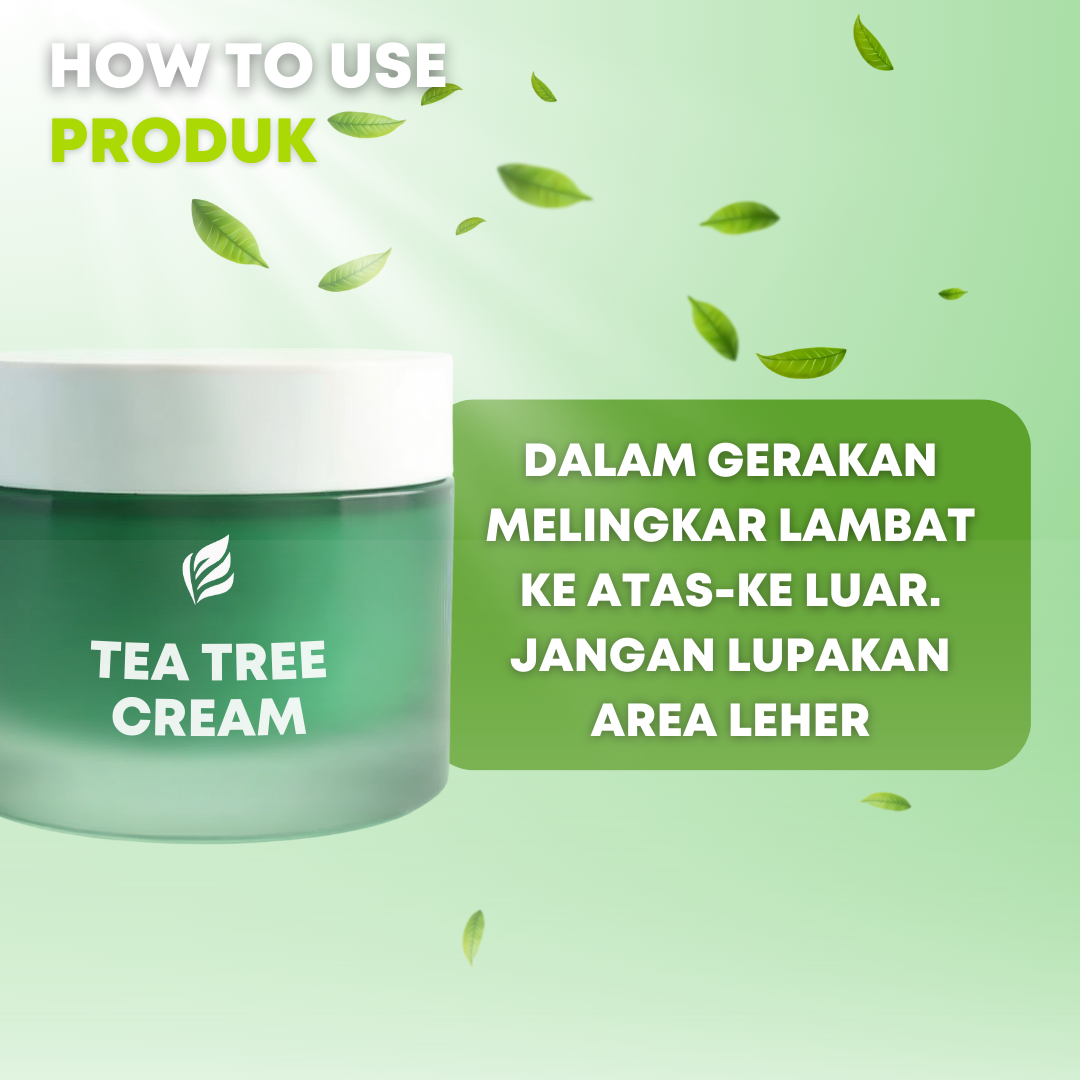 HOW TO USE
PRODUK
TEA TREE
CREAM
DALAM GERAKAN
MELINGKAR LAMBAT
KE ATAS-KE LUAR.
JANGAN LUPAKAN
AREA LEHER